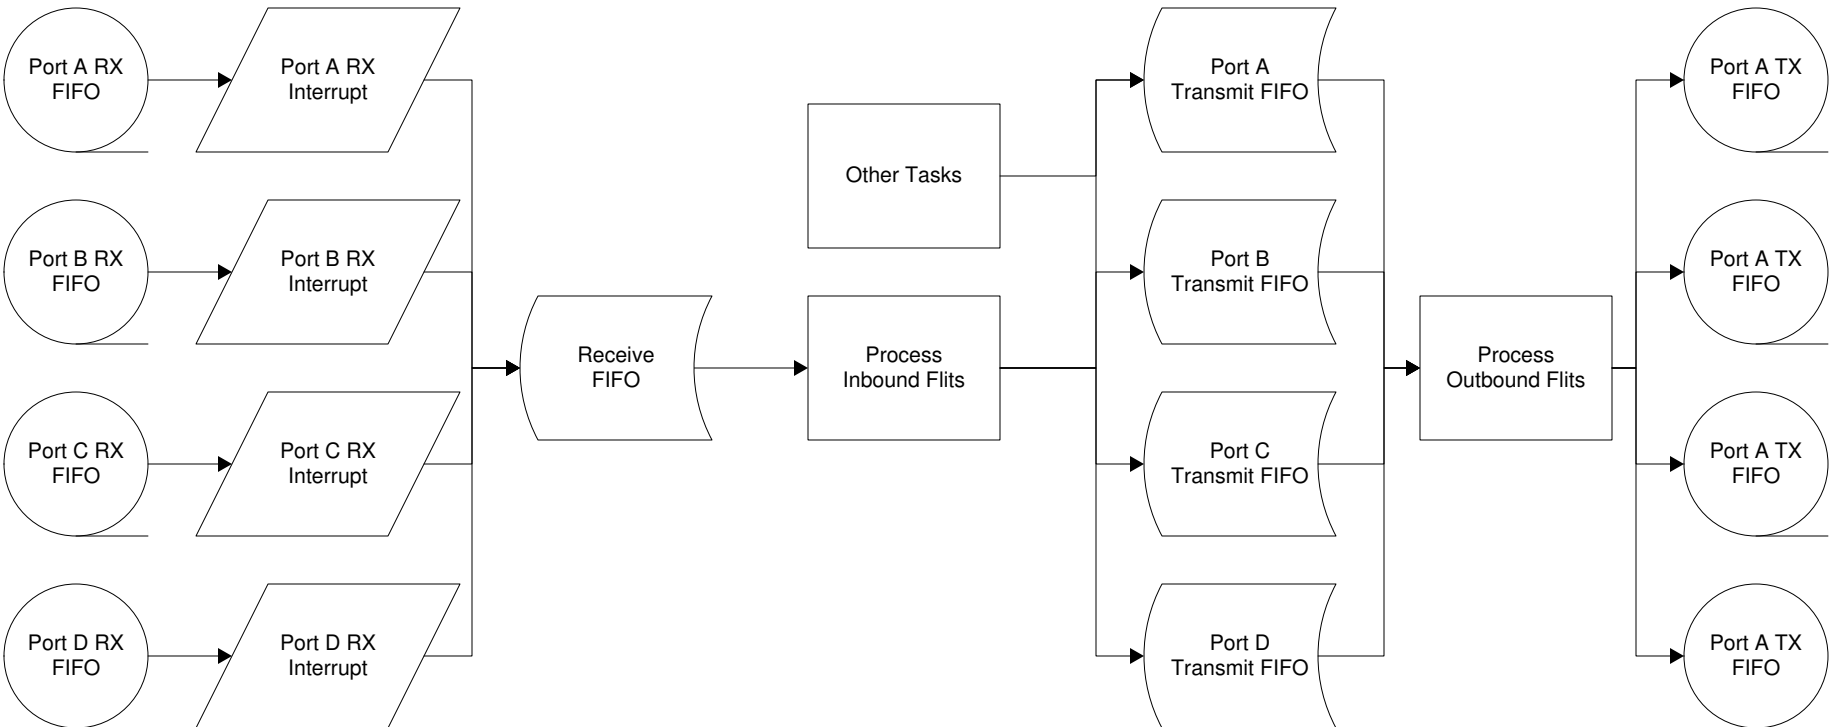 Port A RX
FIFO
Port A RX
Interrupt
Port A
Transmit FIFO
Port A TX
FIFO
Other Tasks
Port B RX
FIFO
Port B RX
Interrupt
Port B
Transmit FIFO
Port A TX
FIFO
Receive
FIFO
Process
Inbound Flits
Process
Outbound Flits
Port C RX
FIFO
Port C RX
Interrupt
Port C
Transmit FIFO
Port A TX
FIFO
Port D RX
FIFO
Port D RX
Interrupt
Port D
Transmit FIFO
Port A TX
FIFO